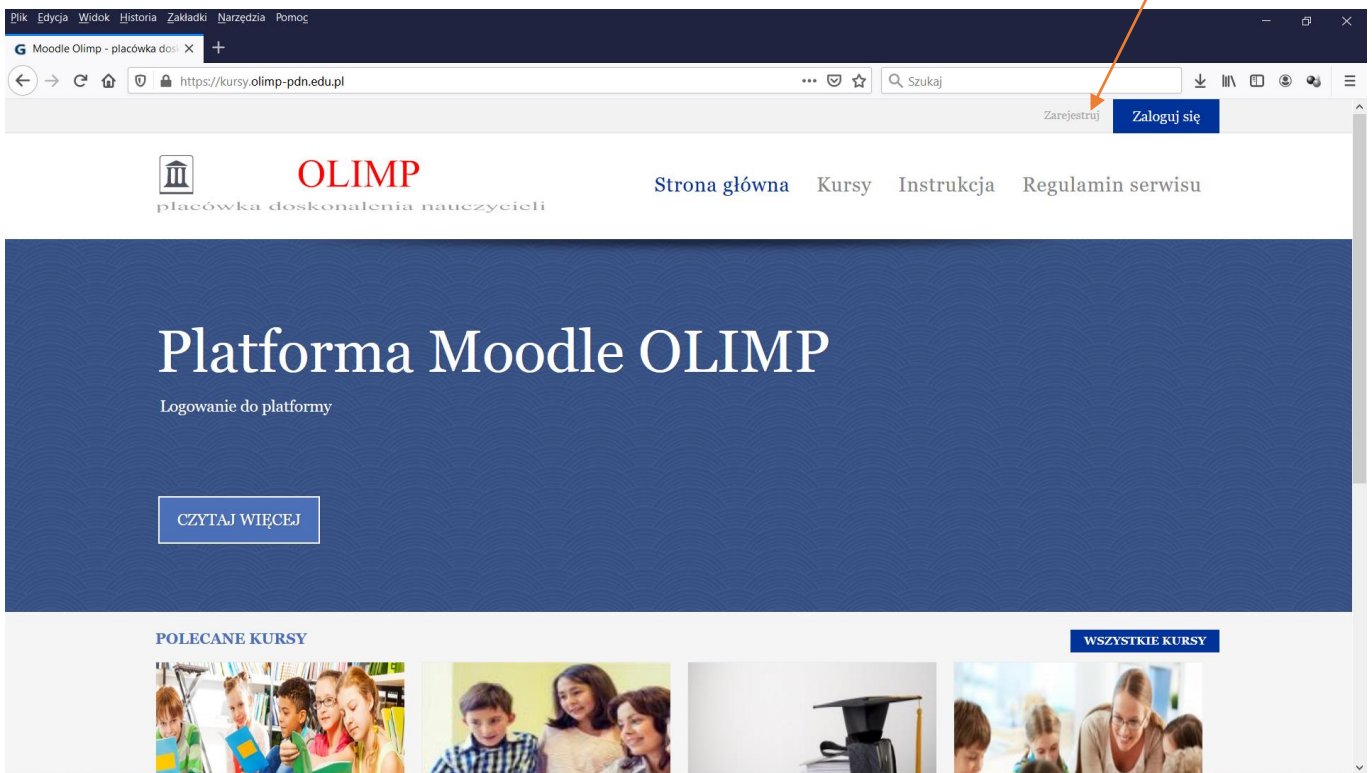 Plik Edycja Widok Historia Zakładki Narzędzia Pomoc
G Moodle Olimp - placówka dos
https://kursy.olimp-pdn.edu.pl
Szukaj
Zarejestruj Zaloguj się
OLIMP
placówka doskonalenia nauczycieli
Strona główna Kursy Instrukcja Regulamin serwisu
Platforma Moodle OLIMP
Logowanie do platformy
CZYTAJ WIĘCEJ
POLECANE KURSY
WSZYSTKIE KURSY